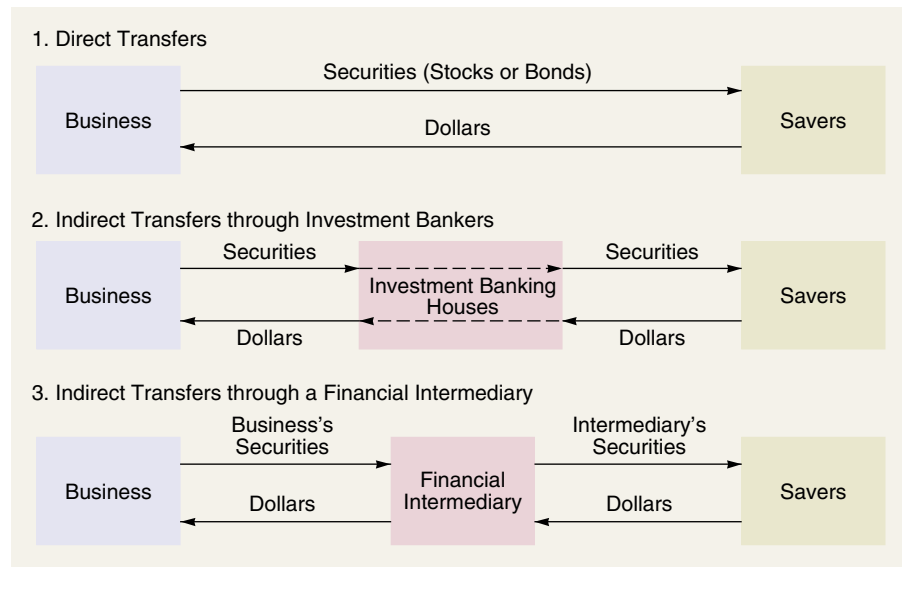 1. Direct Transfers
Securities (Stocks or Bonds)
Business
Savers
Dollars
2. Indirect Transfers through Investment Bankers
Securities
Securities
Business
Investment Banking
Houses
Savers
Dollars
Dollars
3. Indirect Transfers through a Financial Intermediary
Business’s
Securities
Intermediary’s
Securities
Business
Financial
Intermediary
Savers
Dollars
Dollars